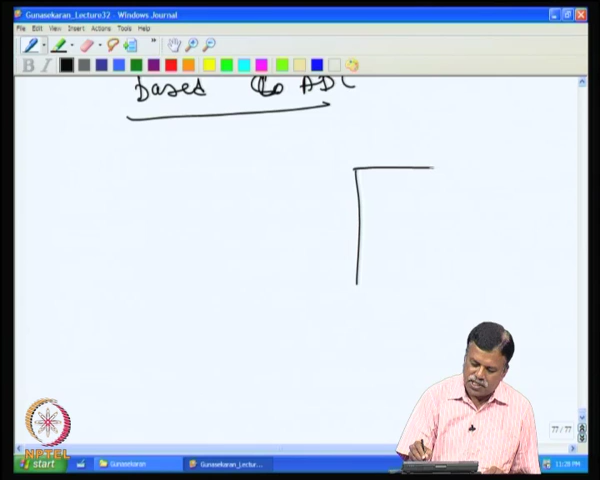 Gunasekaran_Lecture32 - Windows Journal
File Edit View Insert Actions Tools Help
B I
based ADC
77 / 77
NPTEL
start Gunasekaran Gunasekaran_Lectur... 11:28 PM